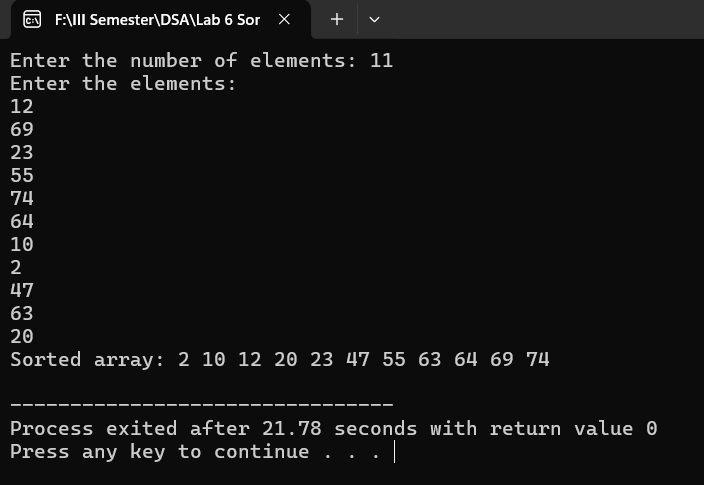 F:\III Semester\DSA\Lab 6 Sor
Enter the number of elements: 11
Enter the elements:
12
69
23
55
74
64
10
2
47
63
20
Sorted array: 2 10 12 20 23 47 55 63 64 69 74
--------------------------------
Process exited after 21.78 seconds with return value 0
Press any key to continue . . .